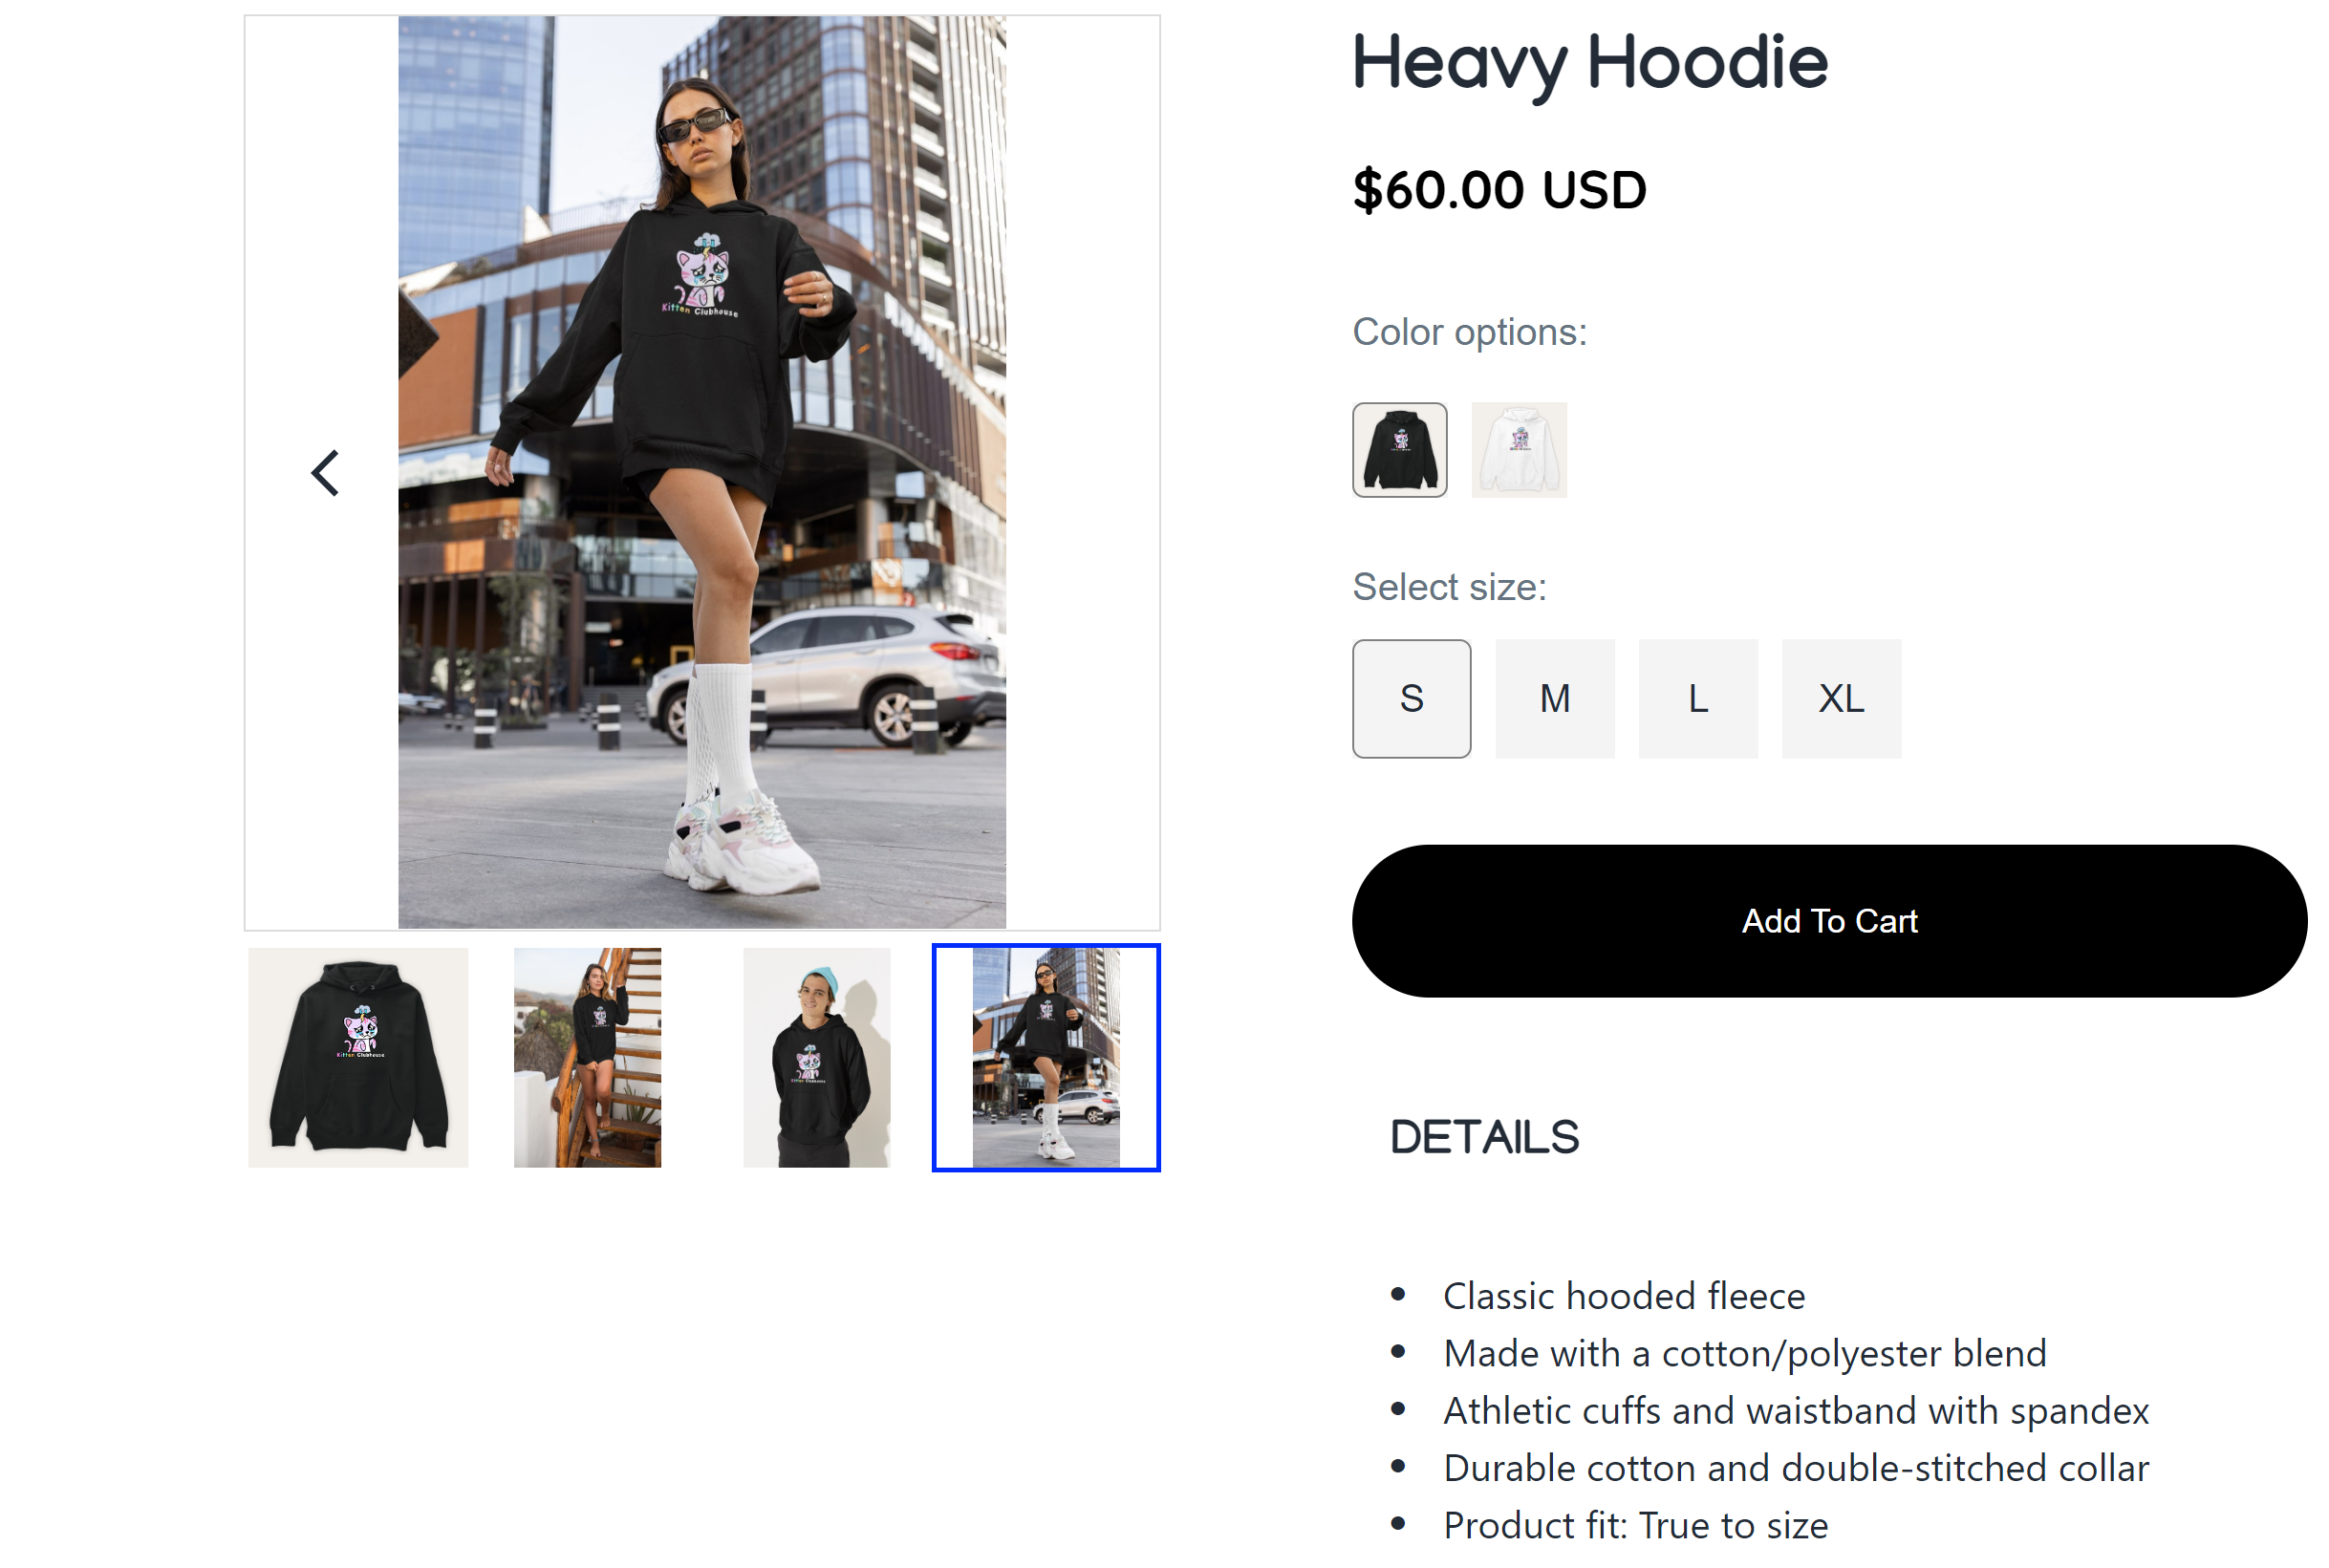 Heavy Hoodie
$60.00 USD
Color options:
Select size:
S M L XL
Add To Cart
DETAILS
Classic hooded fleece
Made with a cotton/polyester blend
Athletic cuffs and waistband with spandex
Durable cotton and double-stitched collar
Product fit: True to size
Kitten Clubhouse
Kitten Clubhouse